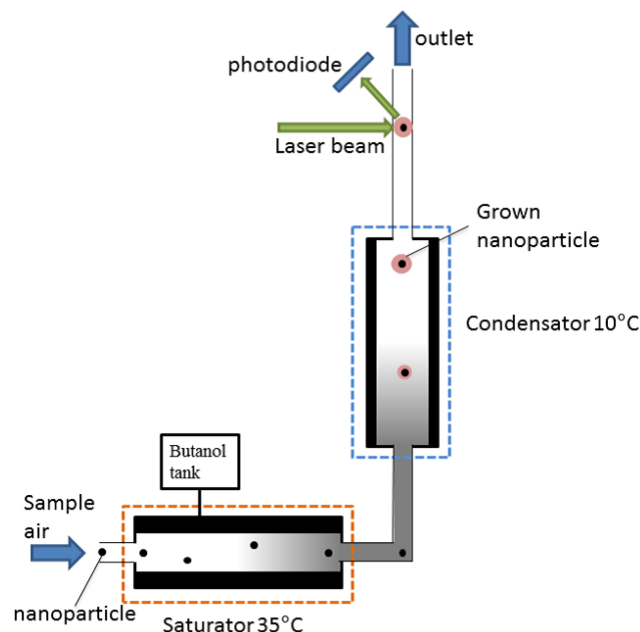 outlet
photodiode
Laser beam
Grown
nanoparticle
Condensator 10°C
Butanol
tank
Sample
air
nanoparticle
Saturator 35°C